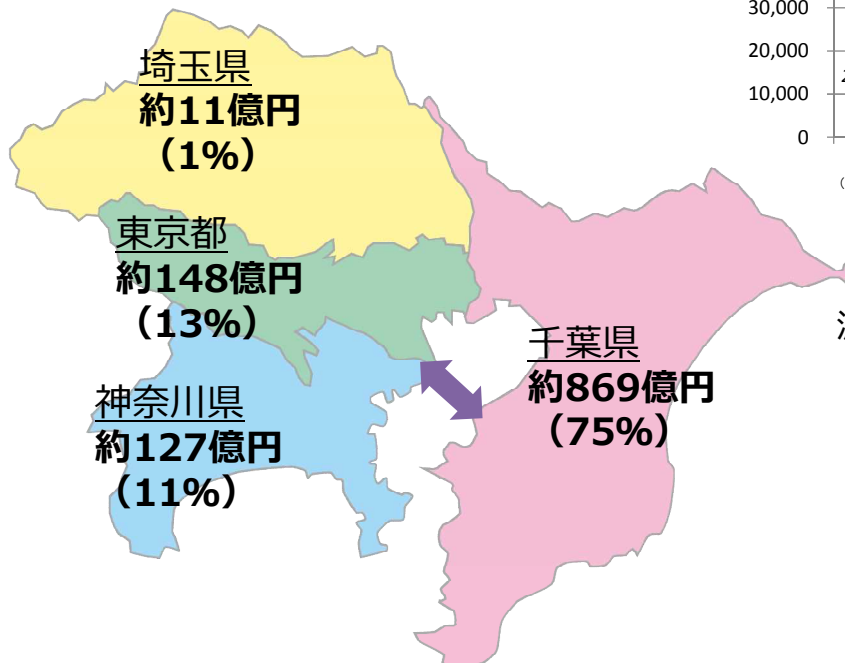 30,000
20,000
10,000
0
埼玉県
約11億円
（1%）
東京都
約148億円
（13%）
千葉県
約869億円
（75%）
神奈川県
約127億円
（11%）